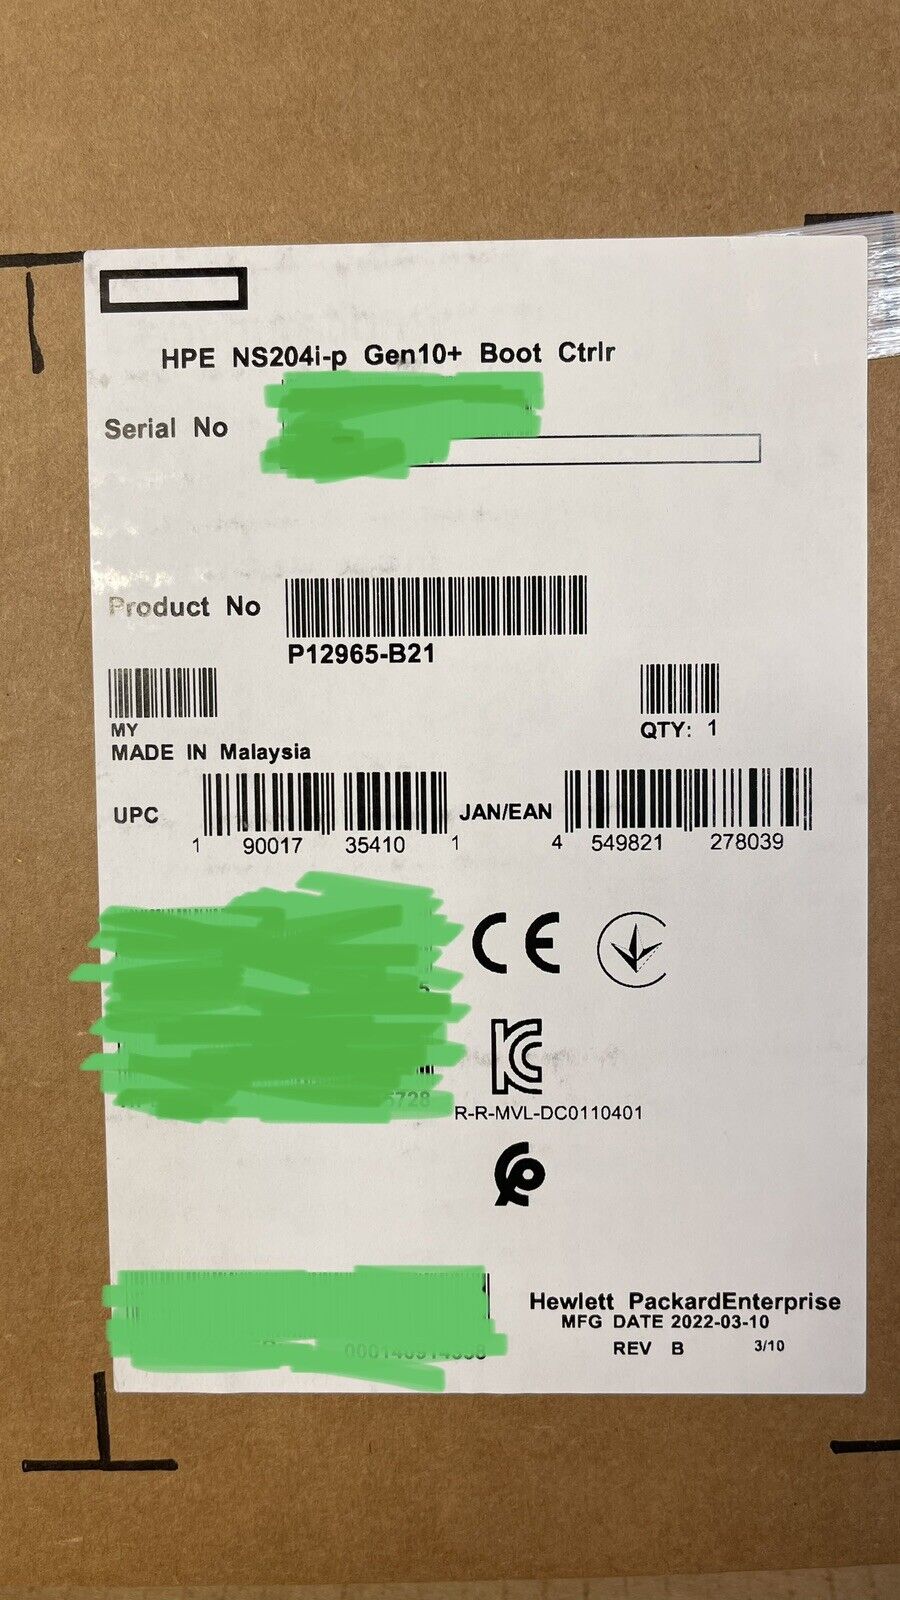 HPE NS204i-p Gen10+ Boot Ctrlr
Serial No
Product No
P12965-B21
MY
QTY: 1
MADE IN Malaysia
UPC
1 90017 35410 1
JAN/EAN
4 549821 278039
CE
KC
R-R-MVL-DC0110401
Hewlett PackardEnterprise
MFG DATE 2022-03-10
REV B 3/10